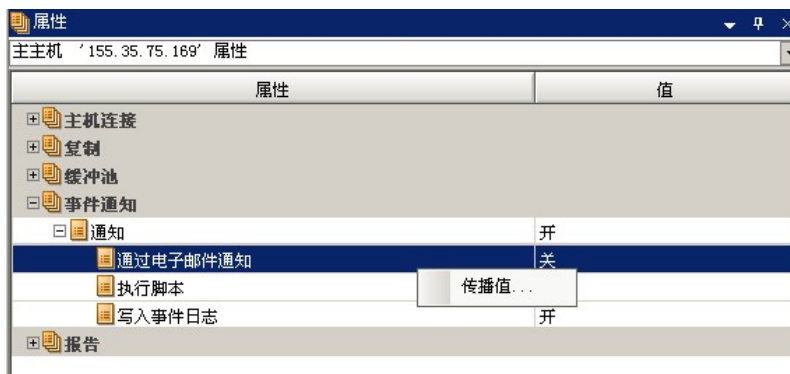 属性
主主机 '155.35.75.169' 属性
属性 值
主机连接
复制
缓冲池
事件通知
通知 开
通过电子邮件通知 关
执行脚本 传播值...
写入事件日志 开
报告